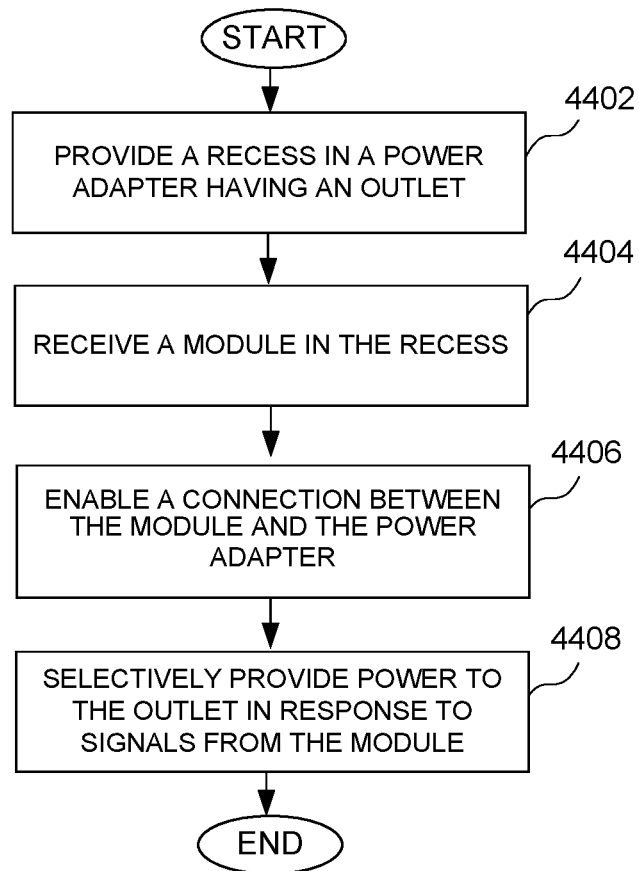 START
4402
PROVIDE A RECESS IN A POWER
ADAPTER HAVING AN OUTLET
4404
RECEIVE A MODULE IN THE RECESS
4406
ENABLE A CONNECTION BETWEEN
THE MODULE AND THE POWER
ADAPTER
4408
SELECTIVELY PROVIDE POWER TO
THE OUTLET IN RESPONSE TO
SIGNALS FROM THE MODULE
END